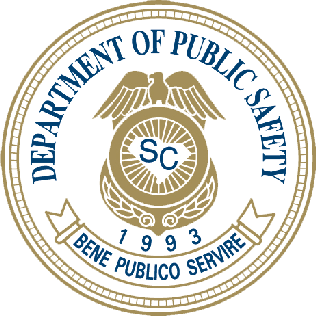 DEPARTMENT OF PUBLIC SAFETY
SC
1993
BENE PUBLICO SERVIRE